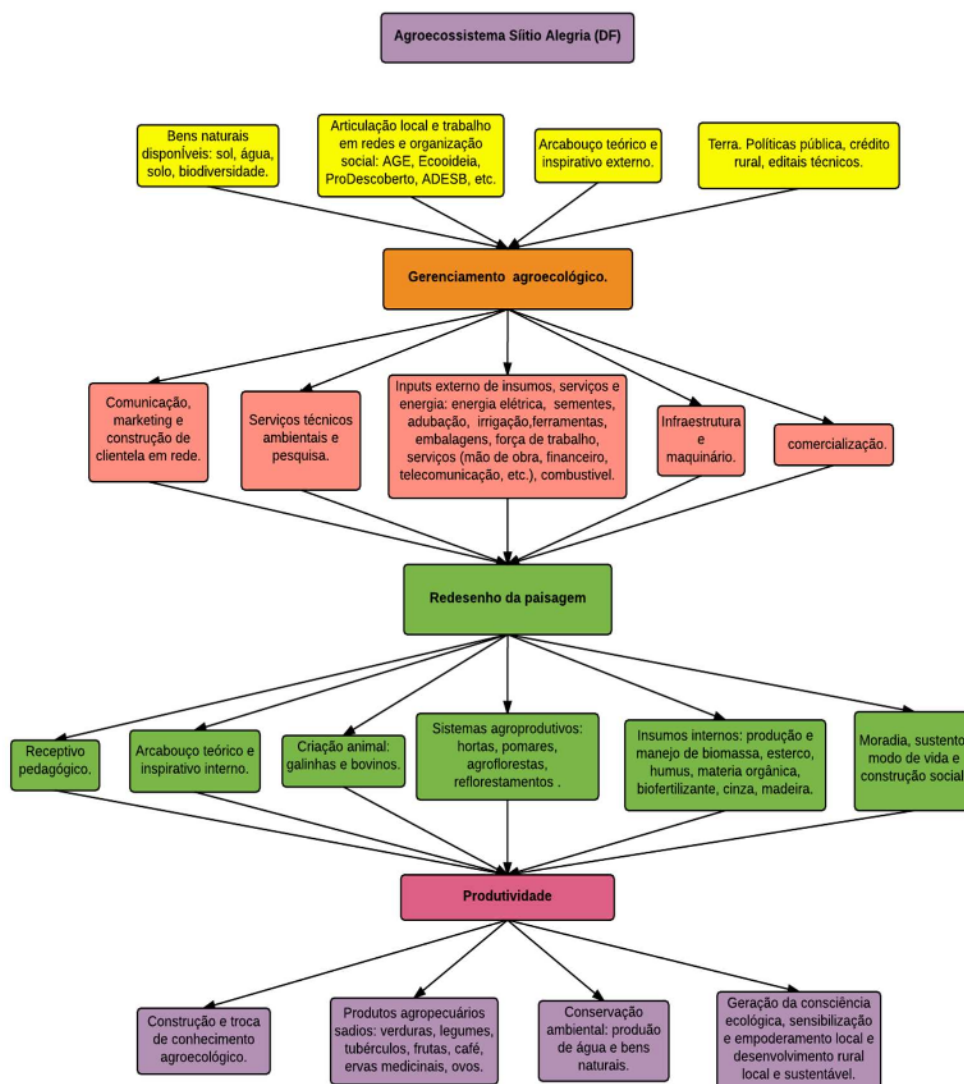 Agroecossistema Síitio Alegria (DF)
Bens naturais
disponÍveis: sol, água,
solo, biodiversidade.
Articulação local e trabalho
em redes e organização
social: AGE, Ecooideia,
ProDescoberto, ADESB, etc.
Arcabouço teórico e
inspirativo externo.
Terra. Políticas pública, crédito
rural, editais técnicos.
Gerenciamento agroecológico.
Comunicação,
marketing e
construção de
clientela em rede.
Serviços técnicos
ambientais e
pesquisa.
Inputs externo de insumos, serviços e
energia: energia elétrica, sementes,
adubação, irrigação,ferramentas,
embalagens, força de trabalho,
serviços (mão de obra, financeiro,
telecomunicação, etc.), combustivel.
Infraestrutura
e
maquinário.
comercialização.
Redesenho da paisagem
Receptivo
pedagógico.
Arcabouço teórico e
inspirativo interno.
Criação animal:
galinhas e bovinos.
Sistemas agroprodutivos:
hortas, pomares,
agroflorestas,
reflorestamentos .
Insumos internos: produção e
manejo de biomassa, esterco,
humus, materia orgânica,
biofertilizante, cinza, madeira.
Moradia, sustento,
modo de vida e
construção social.
Produtividade
Construção e troca
de conhecimento
agroecológico.
Produtos agropecuários
sadios: verduras, legumes,
tubérculos, frutas, café,
ervas medicinais, ovos.
Conservação
ambiental: produão
de água e bens
naturais.
Geração da consciência
ecológica, sensibilização
e empoderamento local e
desenvolvimento rural
local e sustentável.